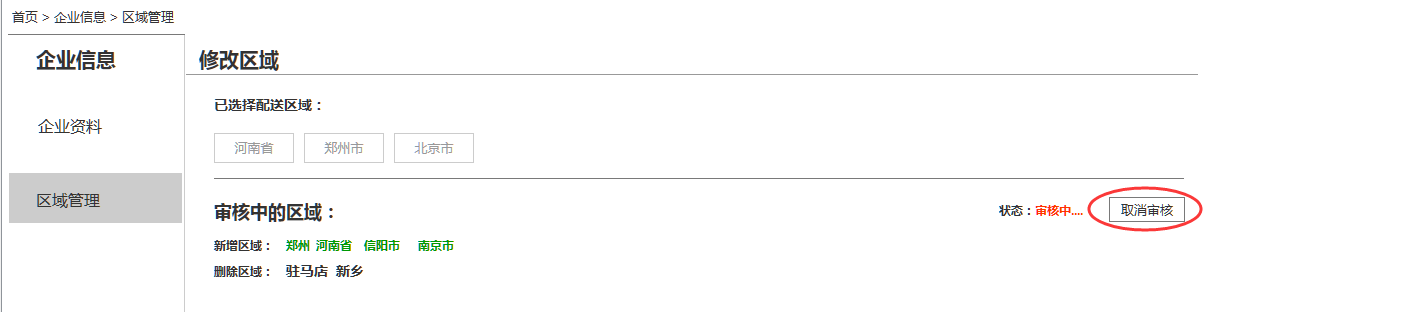 首页 > 企业信息 > 区域管理
企业信息
修改区域
已选择配送区域：
企业资料
河南省 郑州市 北京市
区域管理
审核中的区域：
状态：审核中....
取消审核
新增区域： 郑州 河南省 信阳市 南京市
删除区域： 驻马店 新乡